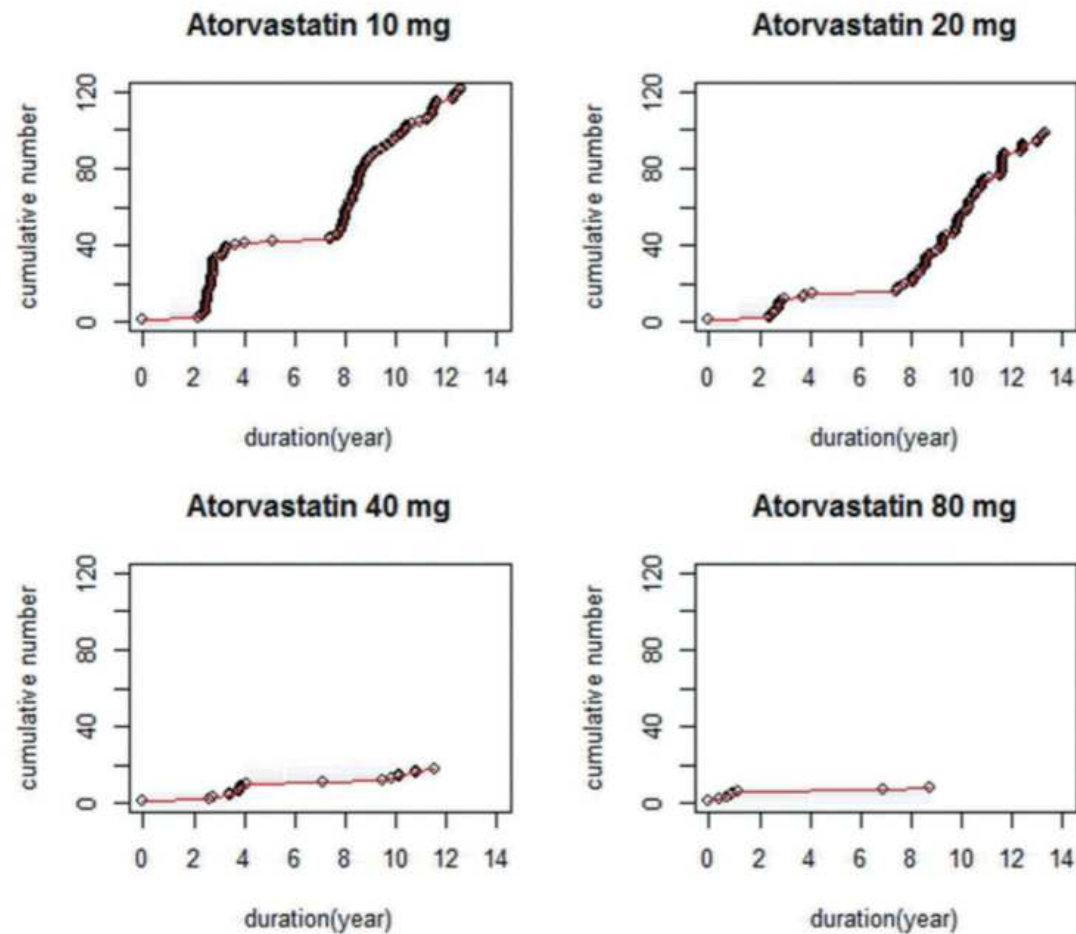 Atorvastatin 10 mg
cumulative number
120
80
40
0
0 2 4 6 8 10 12 14
duration(year)
Atorvastatin 20 mg
cumulative number
120
80
40
0
0 2 4 6 8 10 12 14
duration(year)
Atorvastatin 40 mg
cumulative number
120
80
40
0
0 2 4 6 8 10 12 14
duration(year)
Atorvastatin 80 mg
cumulative number
120
80
40
0
0 2 4 6 8 10 12 14
duration(year)